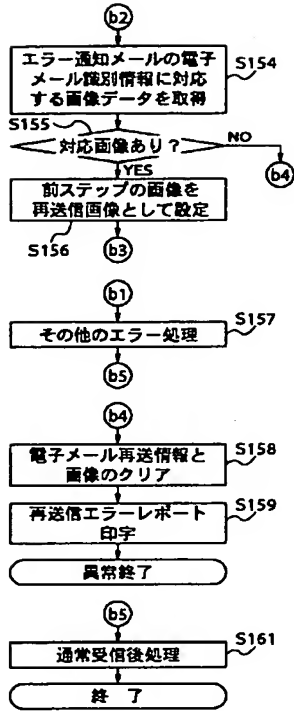 b2
エラー通知メールの電子
メール識別情報に対応
する画像データを取得
S154
S155
対応画像あり？
NO
b4
YES
前ステップの画像を
再送信画像として設定
S156
b3
b1
その他のエラー処理
S157
b5
b4
電子メール再送情報と
画像のクリア
S158
再送信エラーレポート
印字
S159
異常終了
b5
通常受信後処理
S161
終了